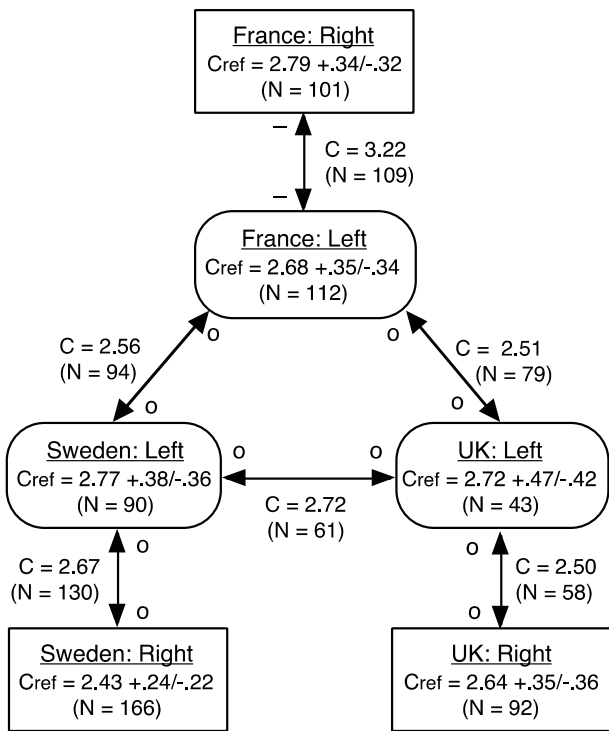 France: Right
Cref = 2.79 +.34/-.32
(N = 101)
–
C = 3.22
(N = 109)
–
France: Left
Cref = 2.68 +.35/-.34
(N = 112)
o
o
C = 2.56
(N = 94)
C = 2.51
(N = 79)
o
o
Sweden: Left
Cref = 2.77 +.38/-.36
(N = 90)
o
o
C = 2.72
(N = 61)
UK: Left
Cref = 2.72 +.47/-.42
(N = 43)
o
C = 2.67
(N = 130)
o
o
C = 2.50
(N = 58)
o
Sweden: Right
Cref = 2.43 +.24/-.22
(N = 166)
UK: Right
Cref = 2.64 +.35/-.36
(N = 92)